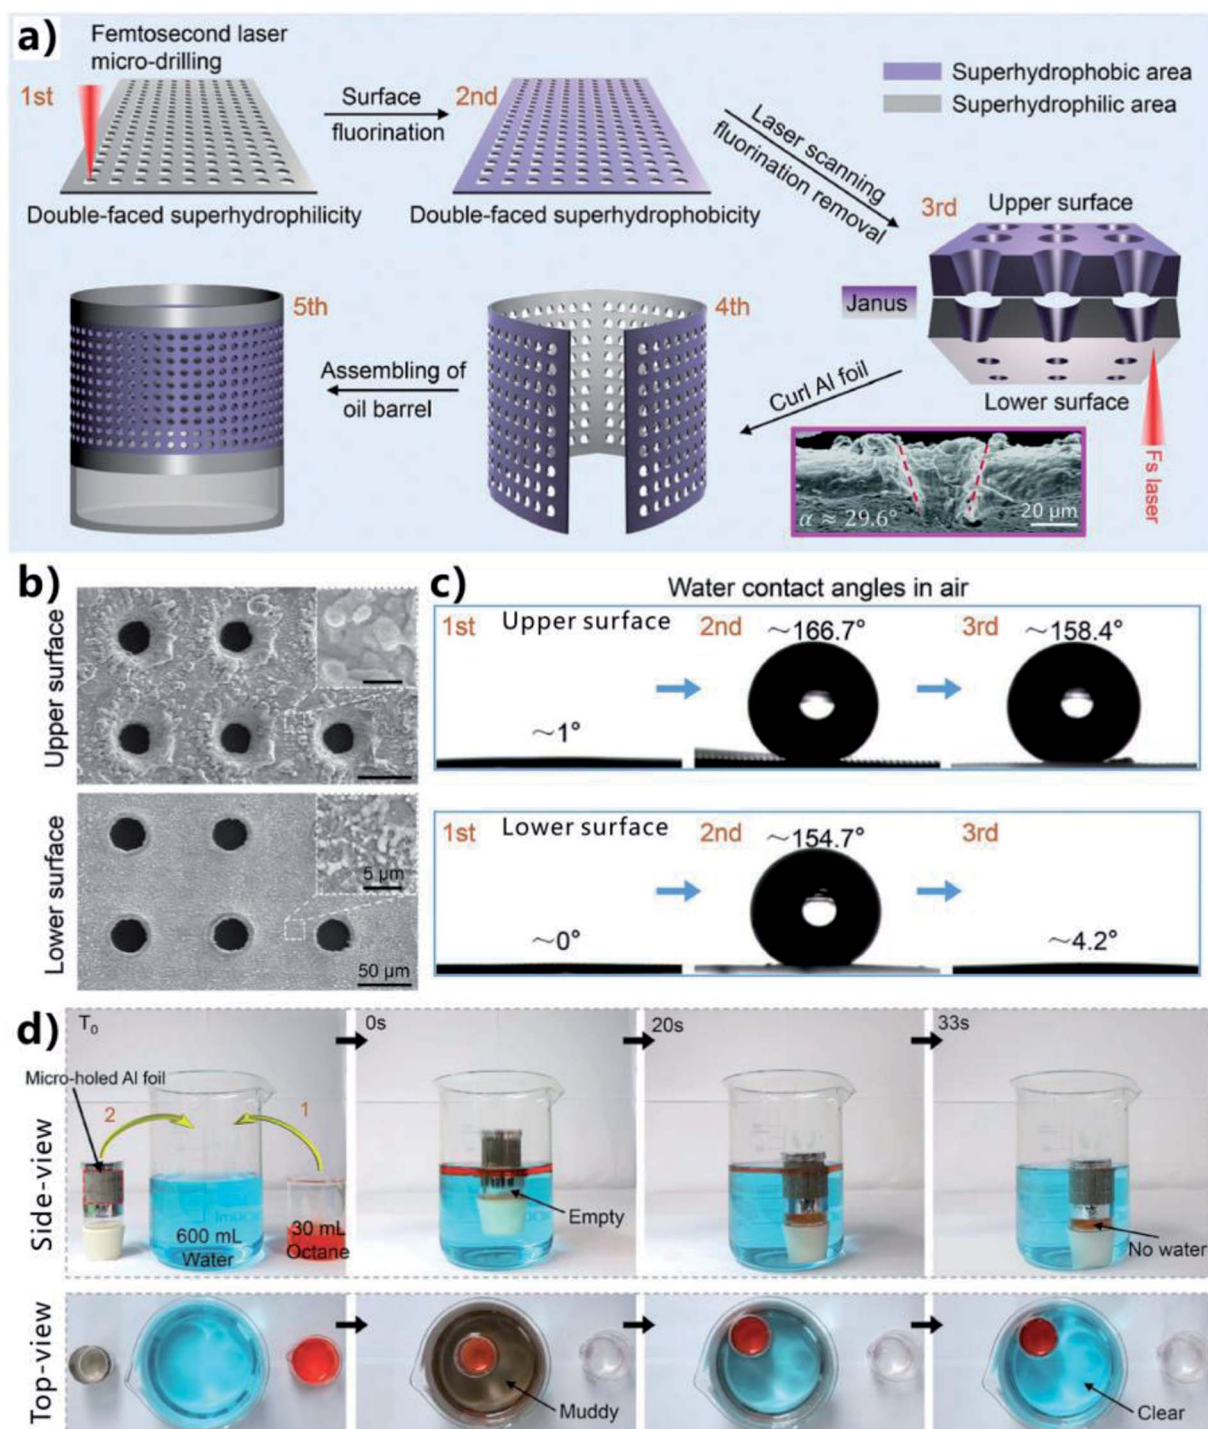 a)
Femtosecond laser
micro-drilling
1st
Surface
fluorination
2nd
Laser scanning
fluorination removal
Superhydrophobic area
Superhydrophilic area
Double-faced superhydrophilicity
Double-faced superhydrophobicity
3rd
Upper surface
Janus
Lower surface
Fs laser
5th
Assembling of
oil barrel
4th
Curl Al foil
α ≈ 29.6°
20 μm
b)
Upper surface
Lower surface
5 μm
50 μm
c)
Water contact angles in air
1st
Upper surface
2nd
~166.7°
3rd
~158.4°
~1°
1st
Lower surface
2nd
~154.7°
3rd
~0°
~4.2°
d)
Side-view
T0
Micro-holed Al foil
2
1
600 mL
Water
30 mL
Octane
0s
Empty
20s
33s
No water
Top-view
Muddy
Clear